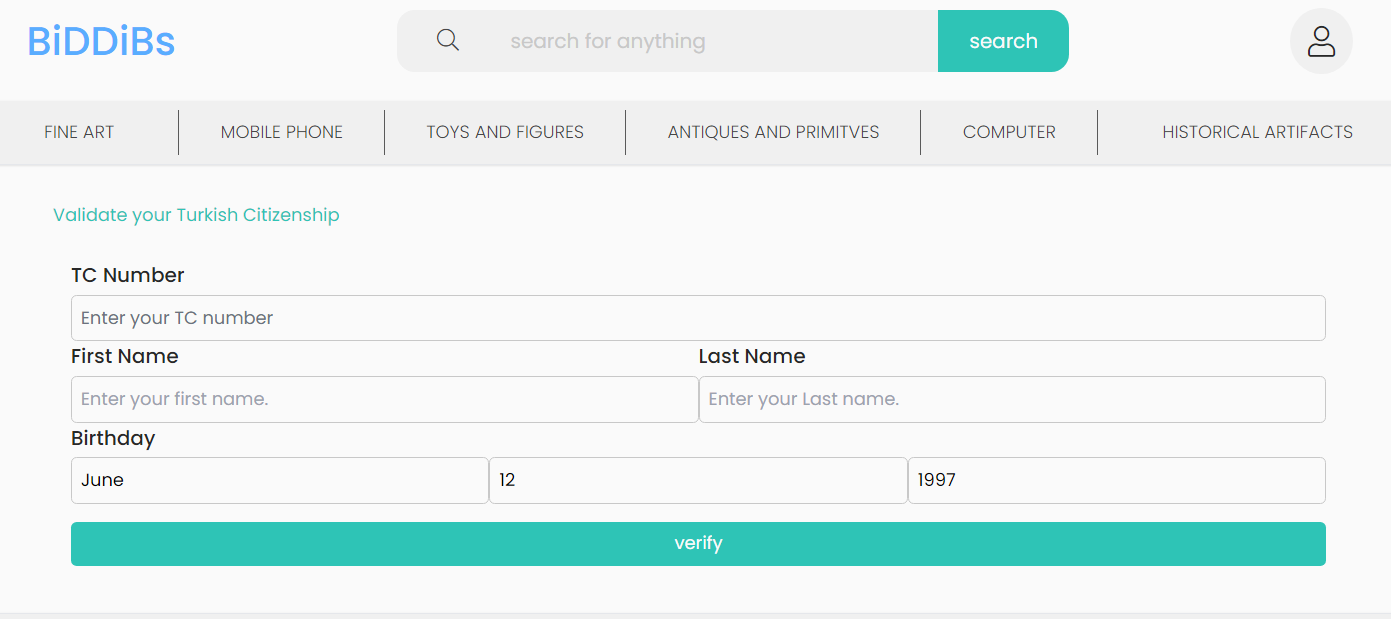 BiDDiBs
search for anything
search
FINE ART
MOBILE PHONE
TOYS AND FIGURES
ANTIQUES AND PRIMITVES
COMPUTER
HISTORICAL ARTIFACTS
Validate your Turkish Citizenship
TC Number
Enter your TC number
First Name
Last Name
Enter your first name.
Enter your Last name.
Birthday
June
12
1997
verify